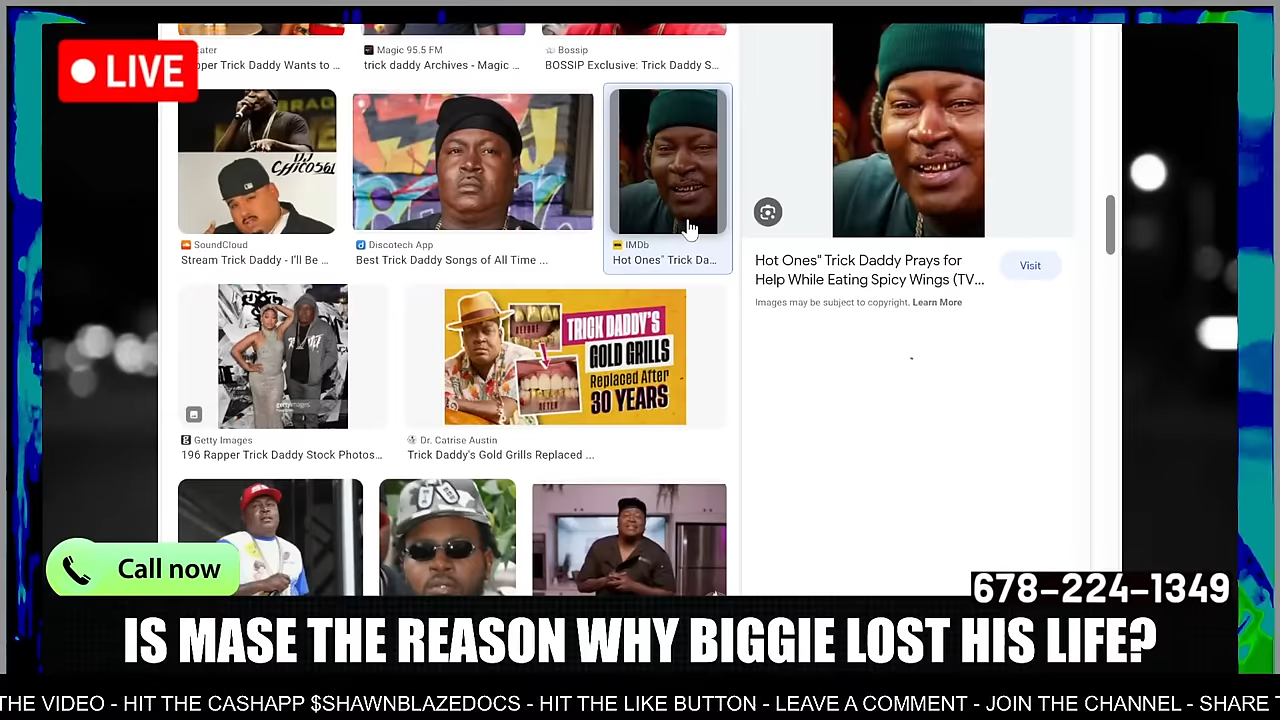 LIVE
ater
Magic 95.5 FM
Bossip
pper Trick Daddy Wants to ...
trick daddy Archives - Magic ...
BOSSIP Exclusive: Trick Daddy S...
BRAG
DJ
CHICO561
SoundCloud
Discotech App
IMDb
Stream Trick Daddy - I'll Be ...
Best Trick Daddy Songs of All Time ...
Hot Ones" Trick Da...
Hot Ones" Trick Daddy Prays for
Help While Eating Spicy Wings (TV...
Visit
Images may be subject to copyright. Learn More
gettyimages
BEFORE
TRICK DADDY'S
GOLD GRILLS
Replaced After
30 YEARS
AFTER
Getty Images
Dr. Catrise Austin
196 Rapper Trick Daddy Stock Photos...
Trick Daddy's Gold Grills Replaced ...
Call now
678-224-1349
IS MASE THE REASON WHY BIGGIE LOST HIS LIFE?
THE VIDEO - HIT THE CASHAPP $SHAWNBLAZEDOCS - HIT THE LIKE BUTTON - LEAVE A COMMENT - JOIN THE CHANNEL - SHARE